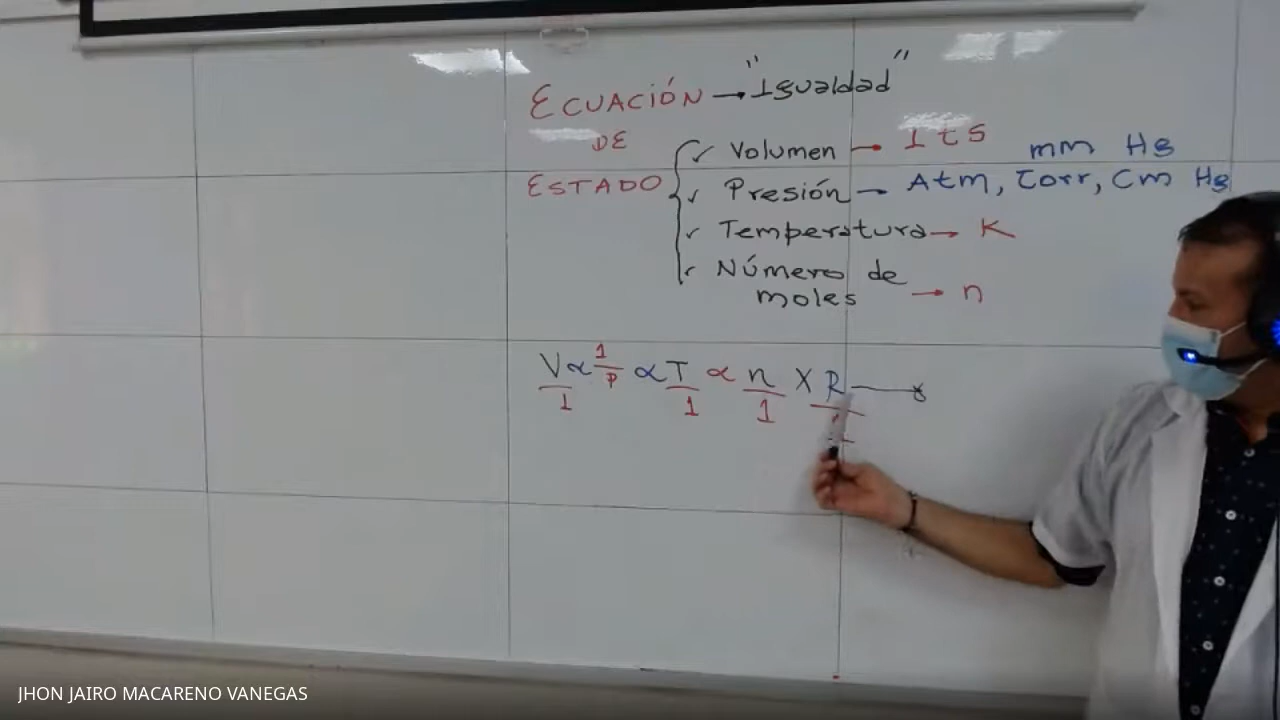 ECUACIÓN → "Igualdad"
DE
ESTADO
✓ Volumen → Lts
mm Hg
✓ Presión → Atm, Torr, Cm Hg
✓ Temperatura → K
✓ Número de
moles → n
V/1 ∝ 1/P ∝ T/1 ∝ n/1 X R/1 →
JHON JAIRO MACARENO VANEGAS